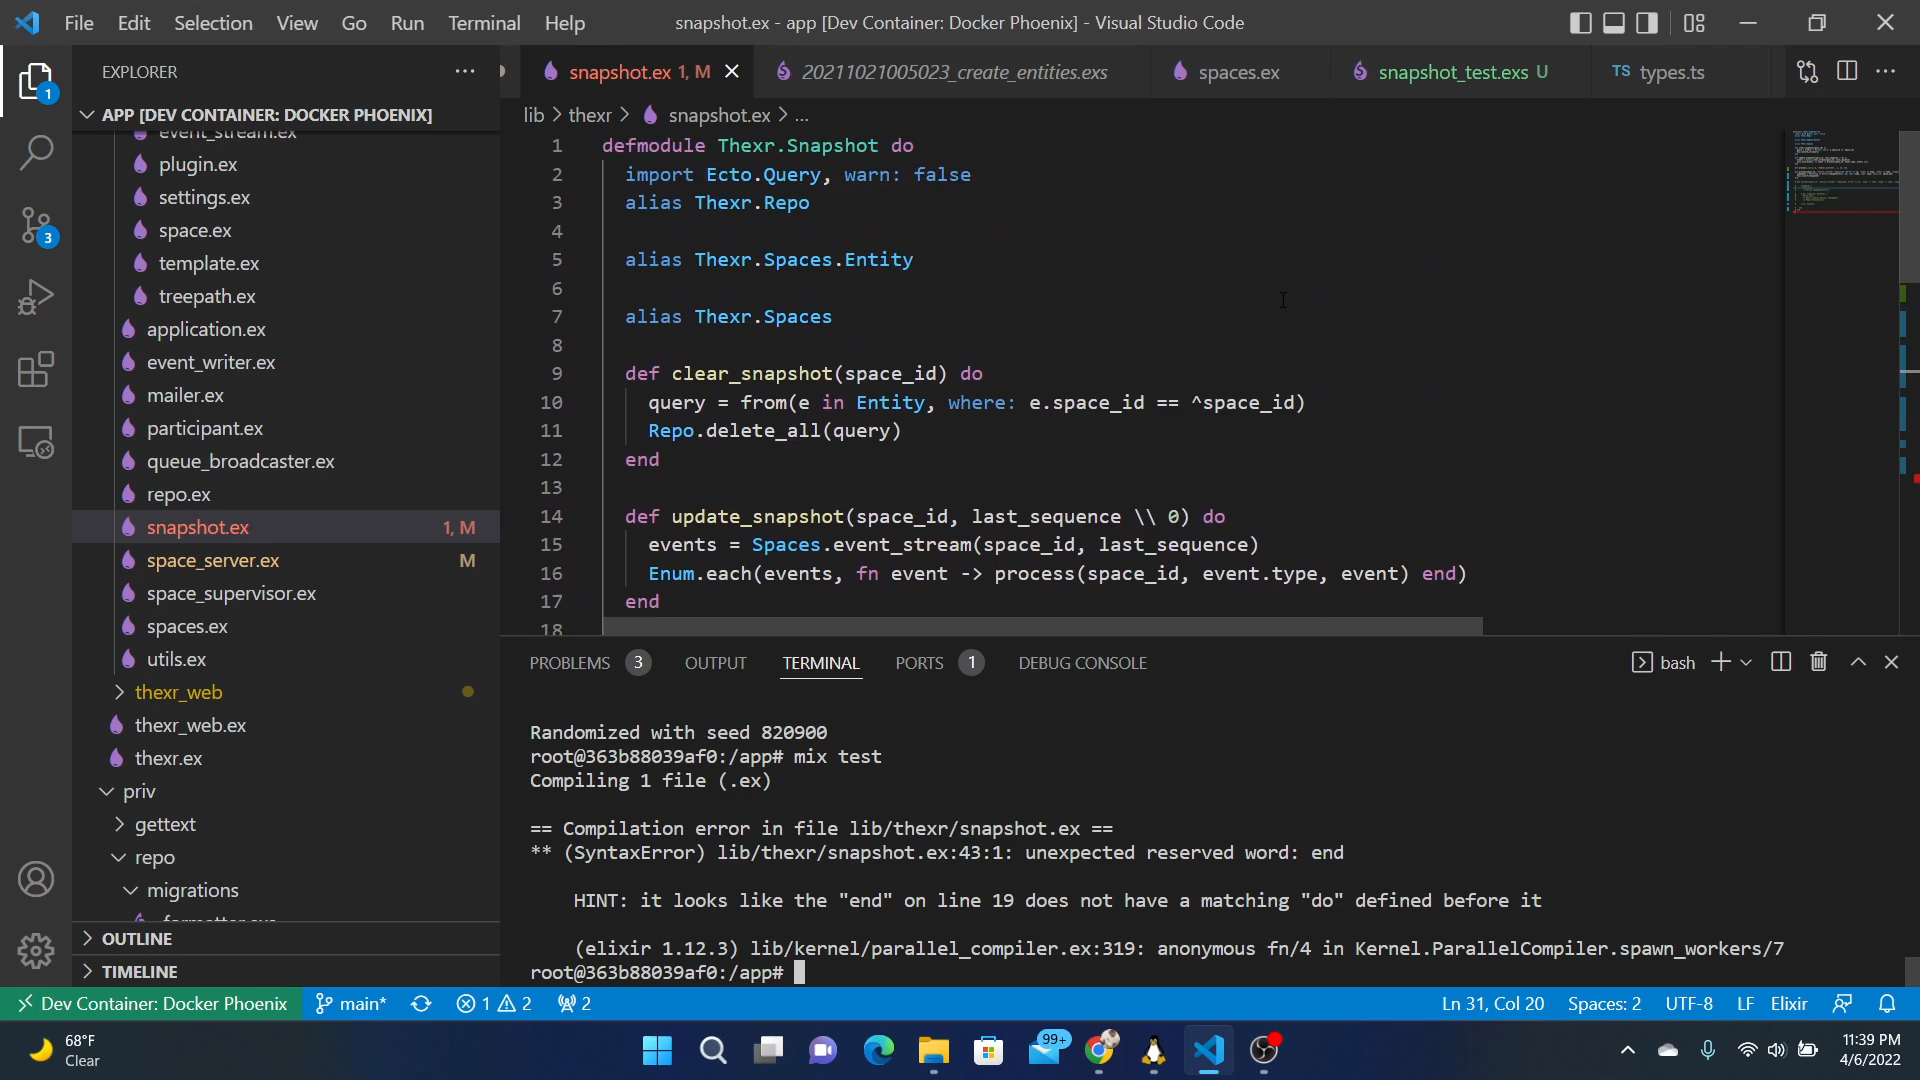 File Edit Selection View Go Run Terminal Help
snapshot.ex - app [Dev Container: Docker Phoenix] - Visual Studio Code
EXPLORER
snapshot.ex 1, M
20211021005023_create_entities.exs
spaces.ex
snapshot_test.exs U
TS types.ts
APP [DEV CONTAINER: DOCKER PHOENIX]
lib > thexr > snapshot.ex > ...
1
3
event_stream.ex
plugin.ex
settings.ex
space.ex
template.ex
treepath.ex
application.ex
event_writer.ex
mailer.ex
participant.ex
queue_broadcaster.ex
repo.ex
snapshot.ex 1, M
space_server.ex M
space_supervisor.ex
spaces.ex
utils.ex
thexr_web
thexr_web.ex
thexr.ex
priv
gettext
repo
migrations
formatter.exs
OUTLINE
TIMELINE
1 defmodule Thexr.Snapshot do
2 import Ecto.Query, warn: false
3 alias Thexr.Repo
4
5 alias Thexr.Spaces.Entity
6
7 alias Thexr.Spaces
8
9 def clear_snapshot(space_id) do
10 query = from(e in Entity, where: e.space_id == ^space_id)
11 Repo.delete_all(query)
12 end
13
14 def update_snapshot(space_id, last_sequence \\ 0) do
15 events = Spaces.event_stream(space_id, last_sequence)
16 Enum.each(events, fn event -> process(space_id, event.type, event) end)
17 end
18
PROBLEMS 3 OUTPUT TERMINAL PORTS 1 DEBUG CONSOLE
bash
Randomized with seed 820900
root@363b88039af0:/app# mix test
Compiling 1 file (.ex)
== Compilation error in file lib/thexr/snapshot.ex ==
** (SyntaxError) lib/thexr/snapshot.ex:43:1: unexpected reserved word: end
HINT: it looks like the "end" on line 19 does not have a matching "do" defined before it
(elixir 1.12.3) lib/kernel/parallel_compiler.ex:319: anonymous fn/4 in Kernel.ParallelCompiler.spawn_workers/7
root@363b88039af0:/app#
Dev Container: Docker Phoenix main* 1 2 2
Ln 31, Col 20 Spaces: 2 UTF-8 LF Elixir
68°F
Clear
99+
11:39 PM
4/6/2022